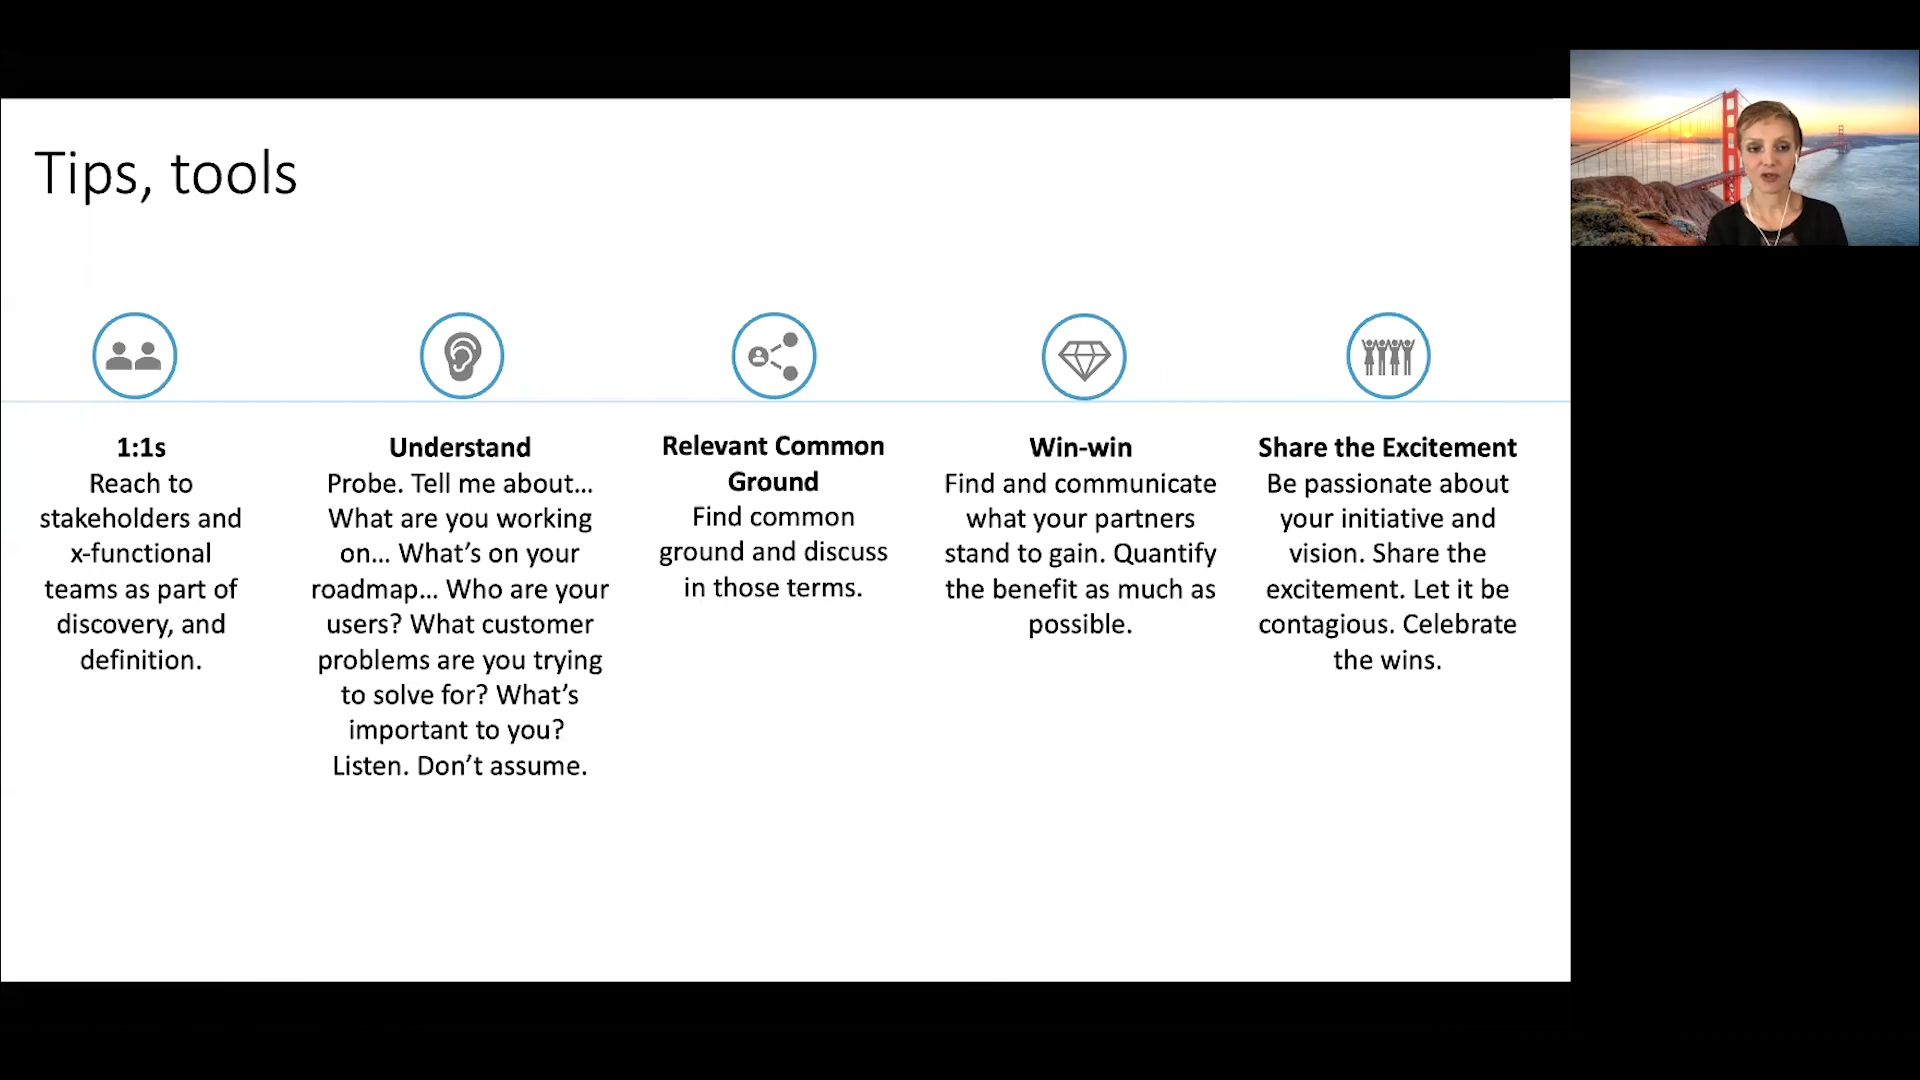 Tips, tools
1:1s
Reach to
stakeholders and
x-functional
teams as part of
discovery, and
definition.
Understand
Probe. Tell me about...
What are you working
on... What's on your
roadmap... Who are your
users? What customer
problems are you trying
to solve for? What's
important to you?
Listen. Don't assume.
Relevant Common
Ground
Find common
ground and discuss
in those terms.
Win-win
Find and communicate
what your partners
stand to gain. Quantify
the benefit as much as
possible.
Share the Excitement
Be passionate about
your initiative and
vision. Share the
excitement. Let it be
contagious. Celebrate
the wins.